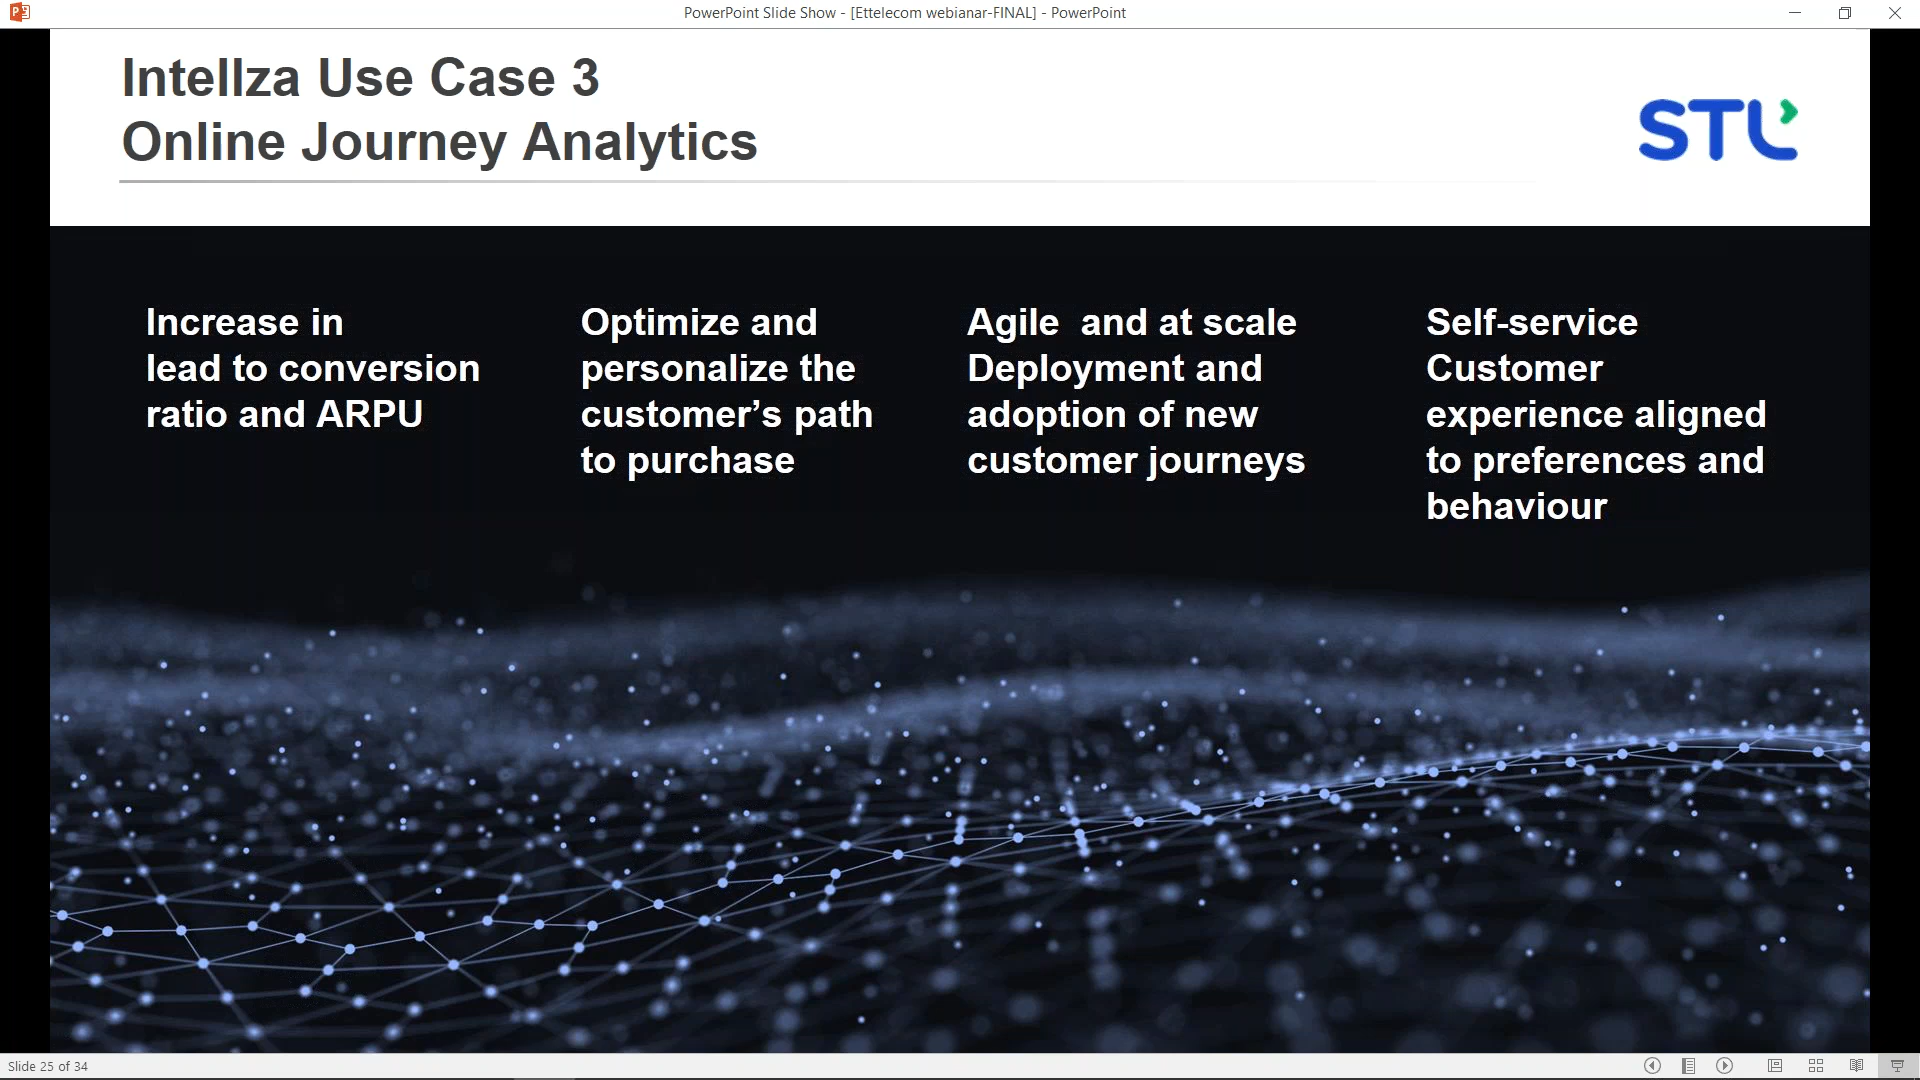 PowerPoint Slide Show - [Ettelecom webianar-FINAL] - PowerPoint
Intellza Use Case 3
Online Journey Analytics
STL
Increase in
lead to conversion
ratio and ARPU
Optimize and
personalize the
customer’s path
to purchase
Agile  and at scale
Deployment and
adoption of new
customer journeys
Self-service
Customer
experience aligned
to preferences and
behaviour
Slide 25 of 34